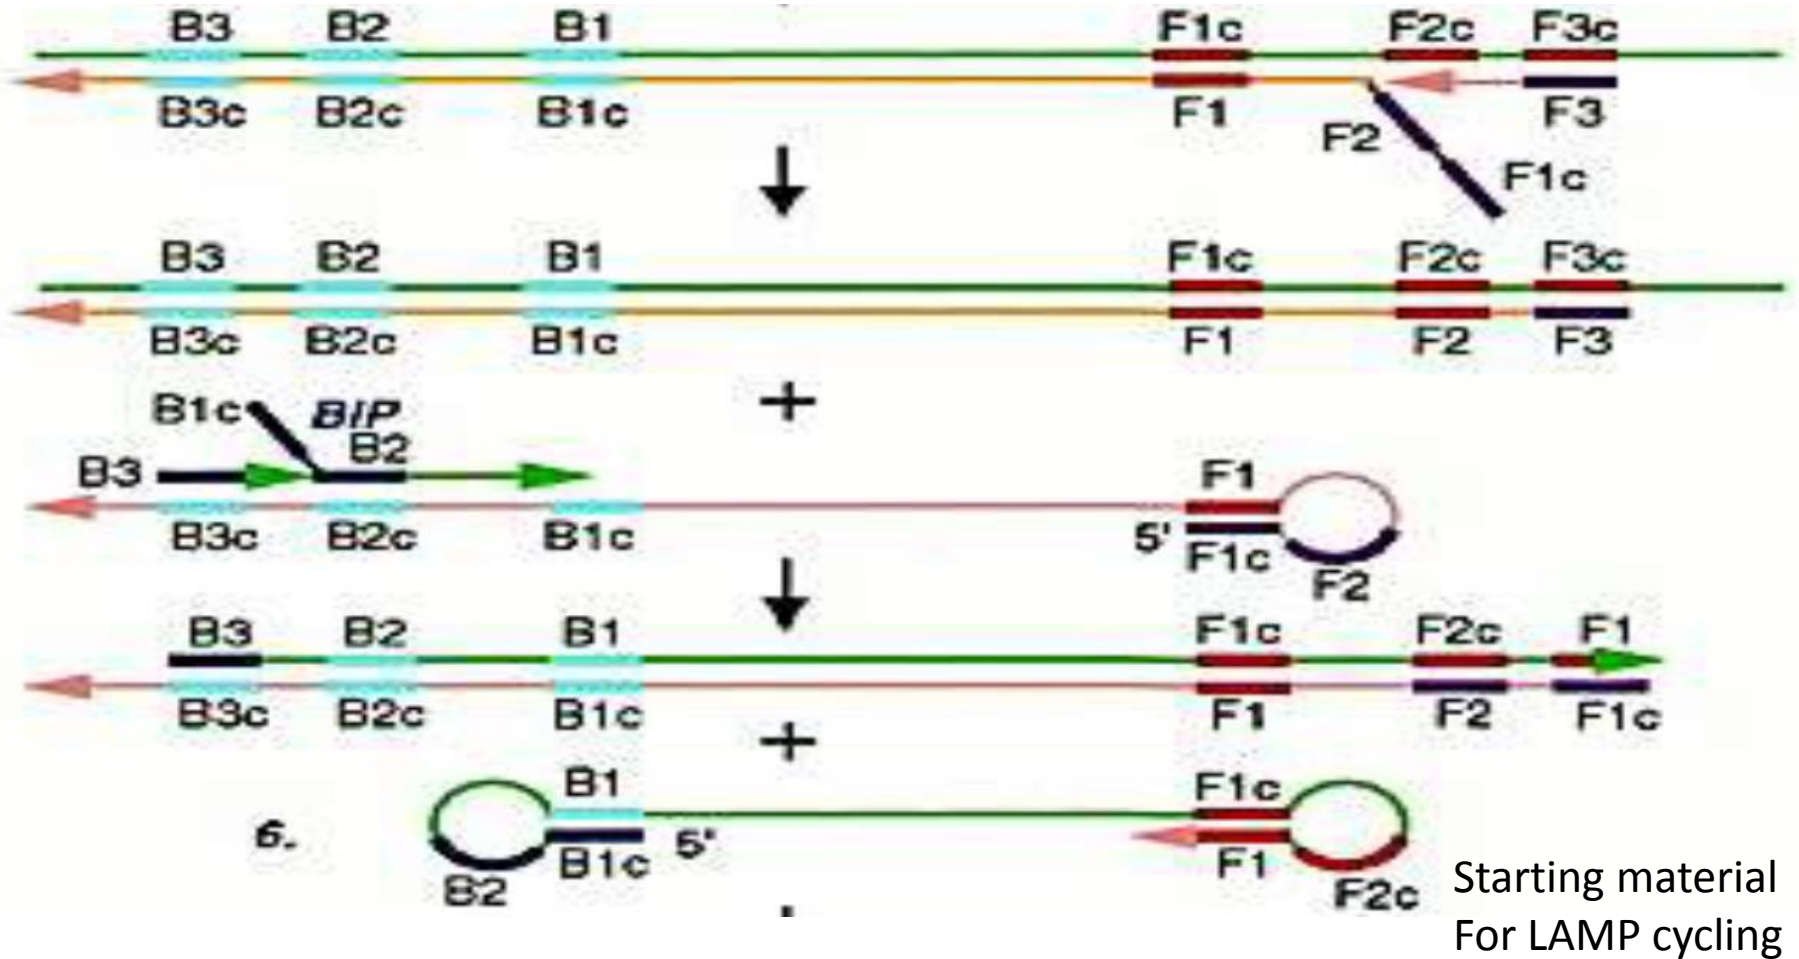 B3 B2 B1 F1c F2c F3c
B3c B2c B1c F1 F2 F3
F1c
B3 B2 B1 F1c F2c F3c
B3c B2c B1c F1 F2 F3
+
B1c BIP
B2
B3 F1
B3c B2c B1c 5' F1c
F2
B3 B2 B1 F1c F2c F1
B3c B2c B1c F1 F2 F1c
+
B1 F1c
6. 5'
B1c F1
B2 F2c
Starting material
For LAMP cycling